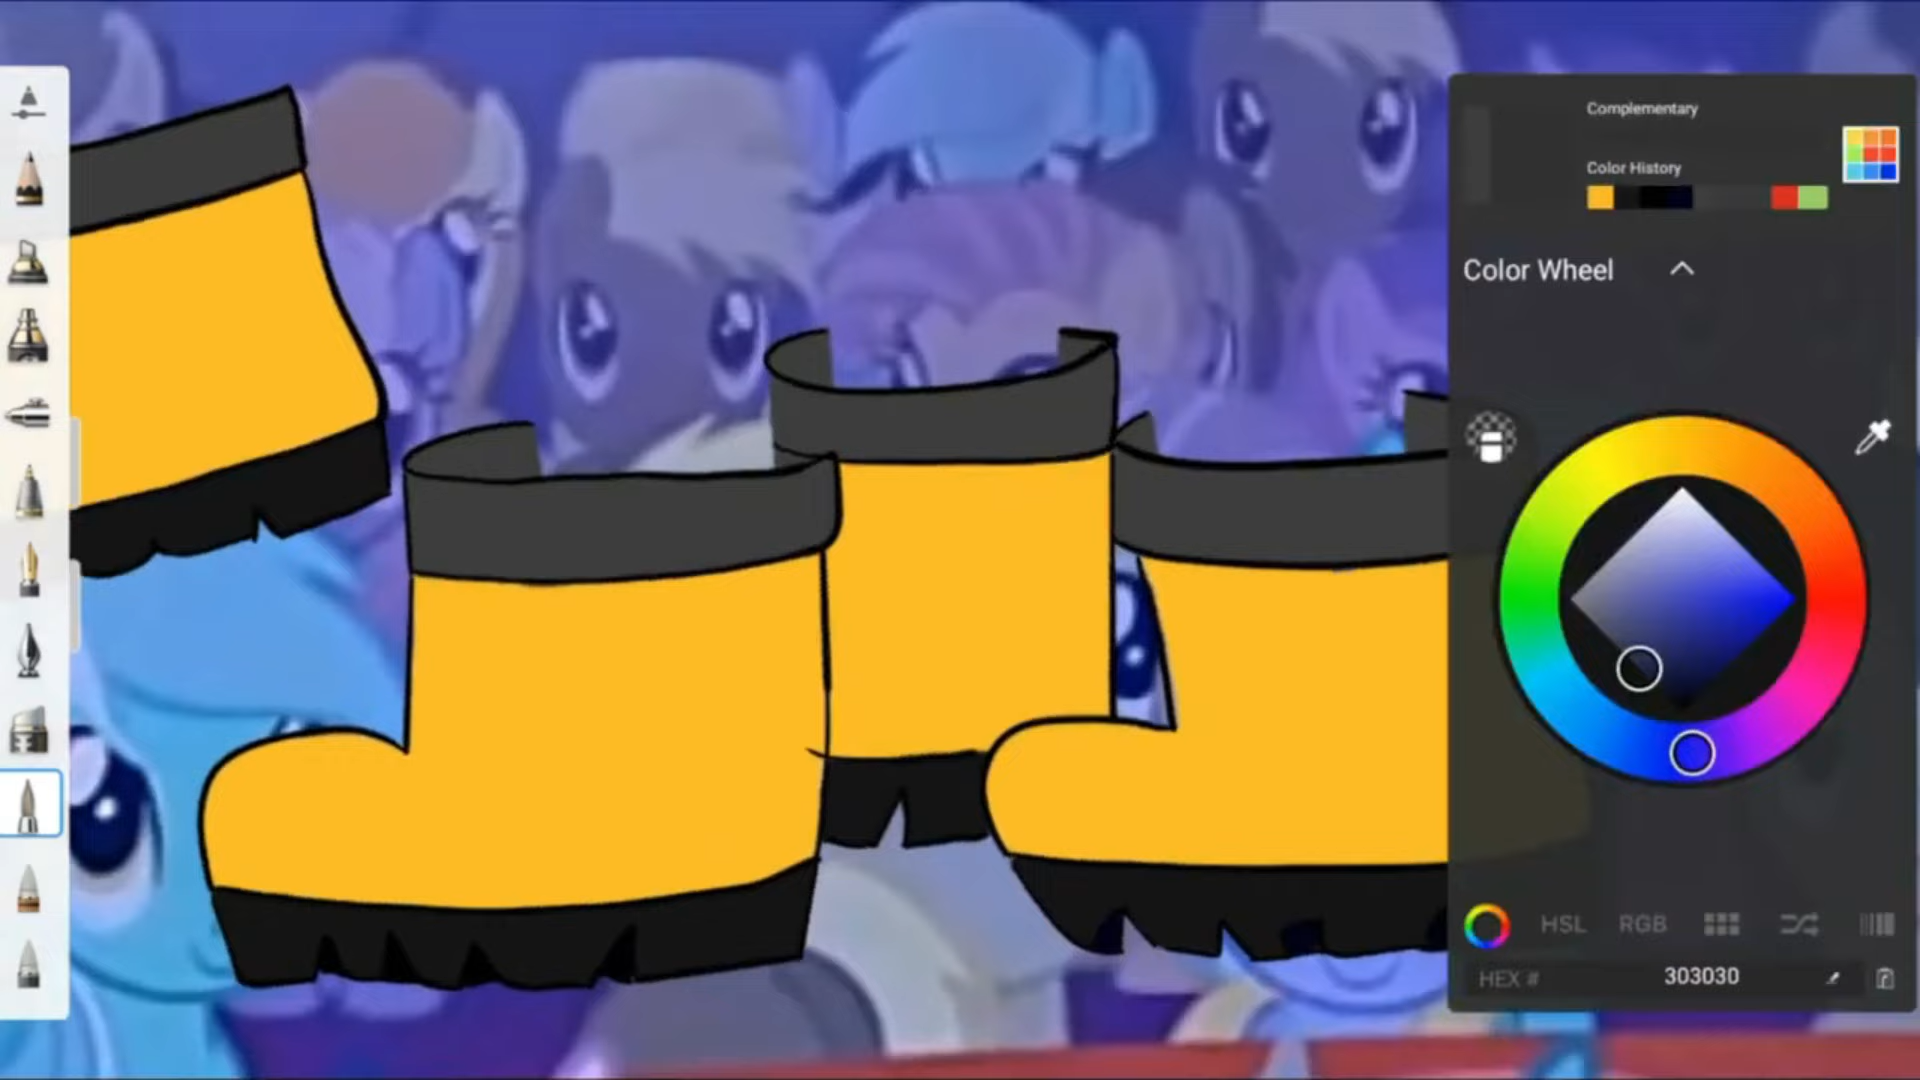 Complementary
Color History
Color Wheel
HSL RGB
HEX # 303030